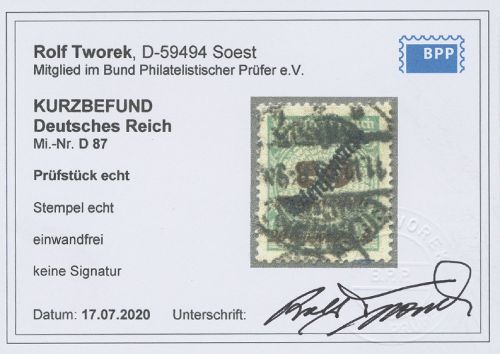 Rolf Tworek, D-59494 Soest
Mitglied im Bund Philatelistischer Prüfer e.V.
BPP
KURZBEFUND
Deutsches Reich
Mi.-Nr. D 87
Prüfstück echt
Stempel echt
einwandfrei
keine Signatur
Datum: 17.07.2020 Unterschrift:
BPP